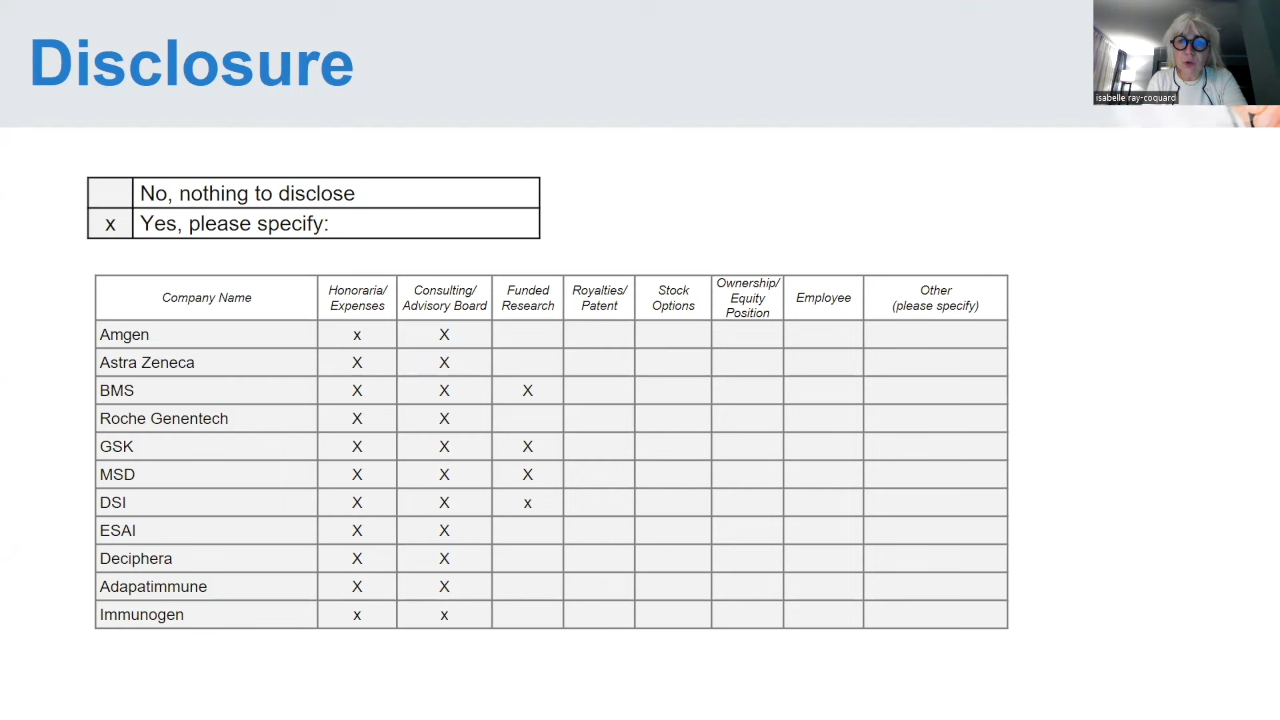 Disclosure
isabelle ray-coquard
No, nothing to disclose
x Yes, please specify:
Company Name Honoraria/ Expenses Consulting/ Advisory Board Funded Research Royalties/ Patent Stock Options Ownership/ Equity Position Employee Other (please specify)
Amgen x X
Astra Zeneca X X
BMS X X X
Roche Genentech X X
GSK X X X
MSD X X X
DSI X X x
ESAI X X
Deciphera X X
Adapatimmune X X
Immunogen x x